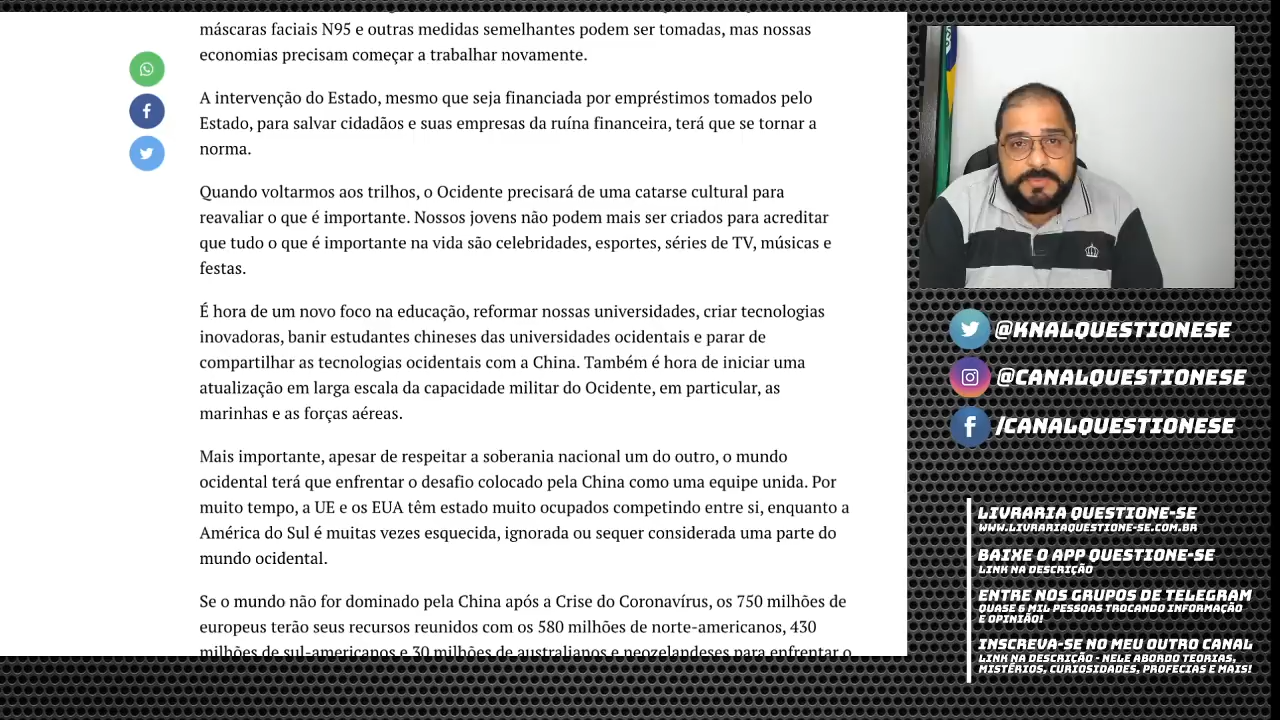 máscaras faciais N95 e outras medidas semelhantes podem ser tomadas, mas nossas
economias precisam começar a trabalhar novamente.
A intervenção do Estado, mesmo que seja financiada por empréstimos tomados pelo
Estado, para salvar cidadãos e suas empresas da ruína financeira, terá que se tornar a
norma.
Quando voltarmos aos trilhos, o Ocidente precisará de uma catarse cultural para
reavaliar o que é importante. Nossos jovens não podem mais ser criados para acreditar
que tudo o que é importante na vida são celebridades, esportes, séries de TV, músicas e
festas.
É hora de um novo foco na educação, reformar nossas universidades, criar tecnologias
inovadoras, banir estudantes chineses das universidades ocidentais e parar de
compartilhar as tecnologias ocidentais com a China. Também é hora de iniciar uma
atualização em larga escala da capacidade militar do Ocidente, em particular, as
marinhas e as forças aéreas.
Mais importante, apesar de respeitar a soberania nacional um do outro, o mundo
ocidental terá que enfrentar o desafio colocado pela China como uma equipe unida. Por
muito tempo, a UE e os EUA têm estado muito ocupados competindo entre si, enquanto a
América do Sul é muitas vezes esquecida, ignorada ou sequer considerada uma parte do
mundo ocidental.
Se o mundo não for dominado pela China após a Crise do Coronavírus, os 750 milhões de
europeus terão seus recursos reunidos com os 580 milhões de norte-americanos, 430
milhões de sul-americanos e 30 milhões de australianos e neozelandeses para enfrentar o
@KNALQUESTIONESE
@CANALQUESTIONESE
/CANALQUESTIONESE
LIVRARIA QUESTIONE-SE
WWW.LIVRARIAQUESTIONE-SE.COM.BR
BAIXE O APP QUESTIONE-SE
LINK NA DESCRIÇÃO
ENTRE NOS GRUPOS DE TELEGRAM
QUASE 6 MIL PESSOAS TROCANDO INFORMAÇÃO
E OPINIÃO!
INSCREVA-SE NO MEU OUTRO CANAL
LINK NA DESCRIÇÃO - NELE ABORDO TEORIAS,
MISTÉRIOS, CURIOSIDADES, PROFECIAS E MAIS!